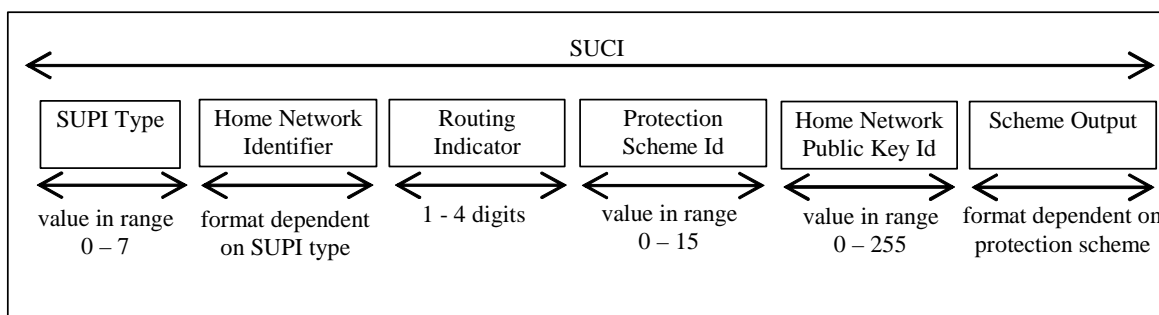 SUCI
SUPI Type
Home Network
Identifier
Routing
Indicator
Protection
Scheme Id
Home Network
Public Key Id
Scheme Output
value in range
0 – 7
format dependent
on SUPI type
1 - 4 digits
value in range
0 – 15
value in range
0 – 255
format dependent on
protection scheme